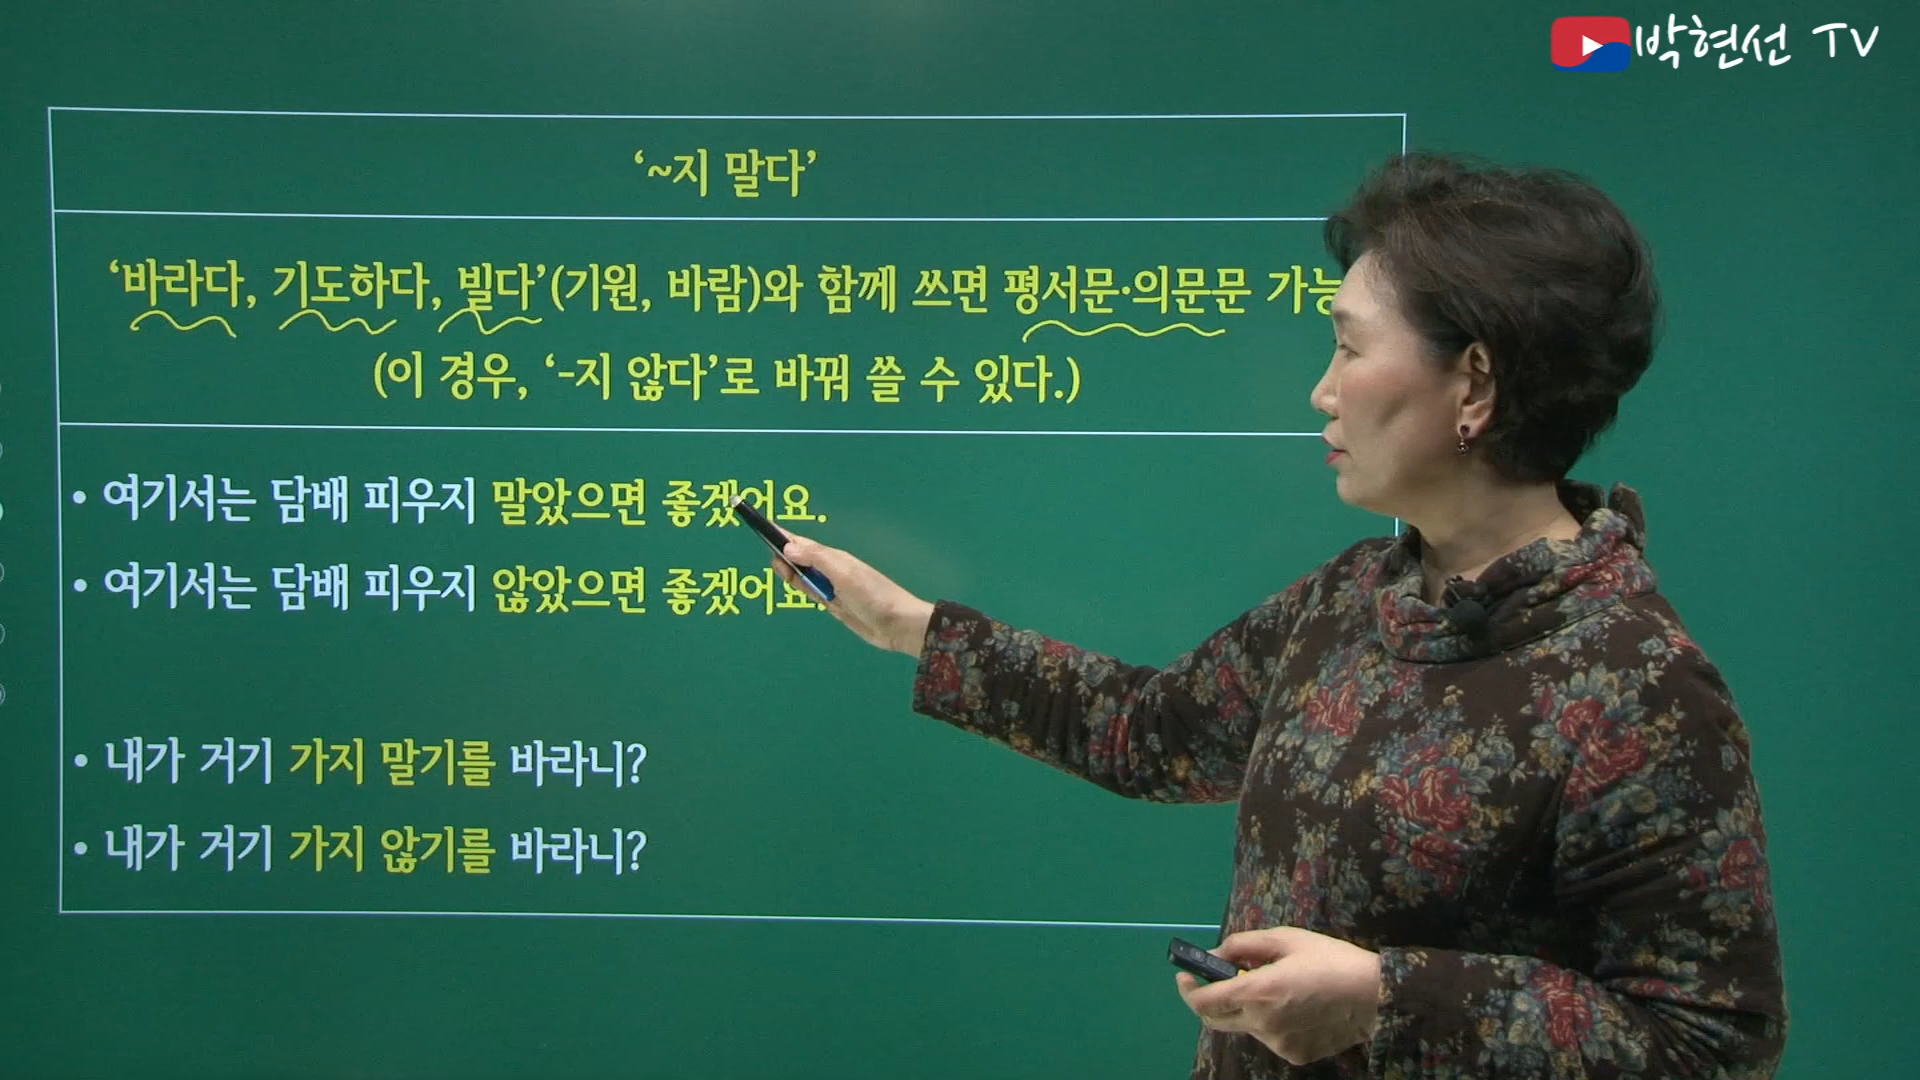 박현선 TV
‘~지 말다’
‘바라다, 기도하다, 빌다’(기원, 바람)와 함께 쓰면 평서문·의문문 가능
(이 경우, ‘-지 않다’로 바꿔 쓸 수 있다.)
• 여기서는 담배 피우지 말았으면 좋겠어요.
• 여기서는 담배 피우지 않았으면 좋겠어요.
• 내가 거기 가지 말기를 바라니?
• 내가 거기 가지 않기를 바라니?